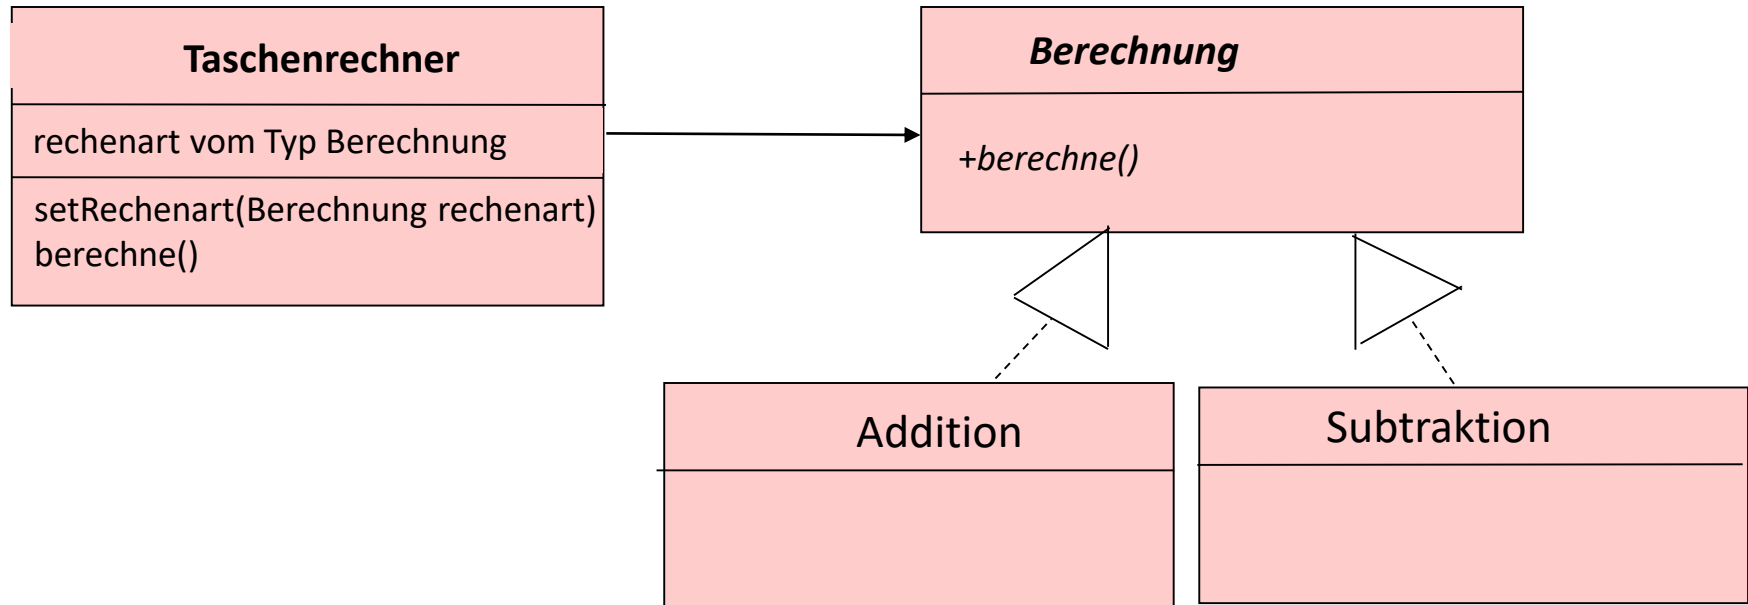 Taschenrechner
rechenart vom Typ Berechnung
setRechenart(Berechnung rechenart)
berechne()
Berechnung
+berechne()
Addition
Subtraktion